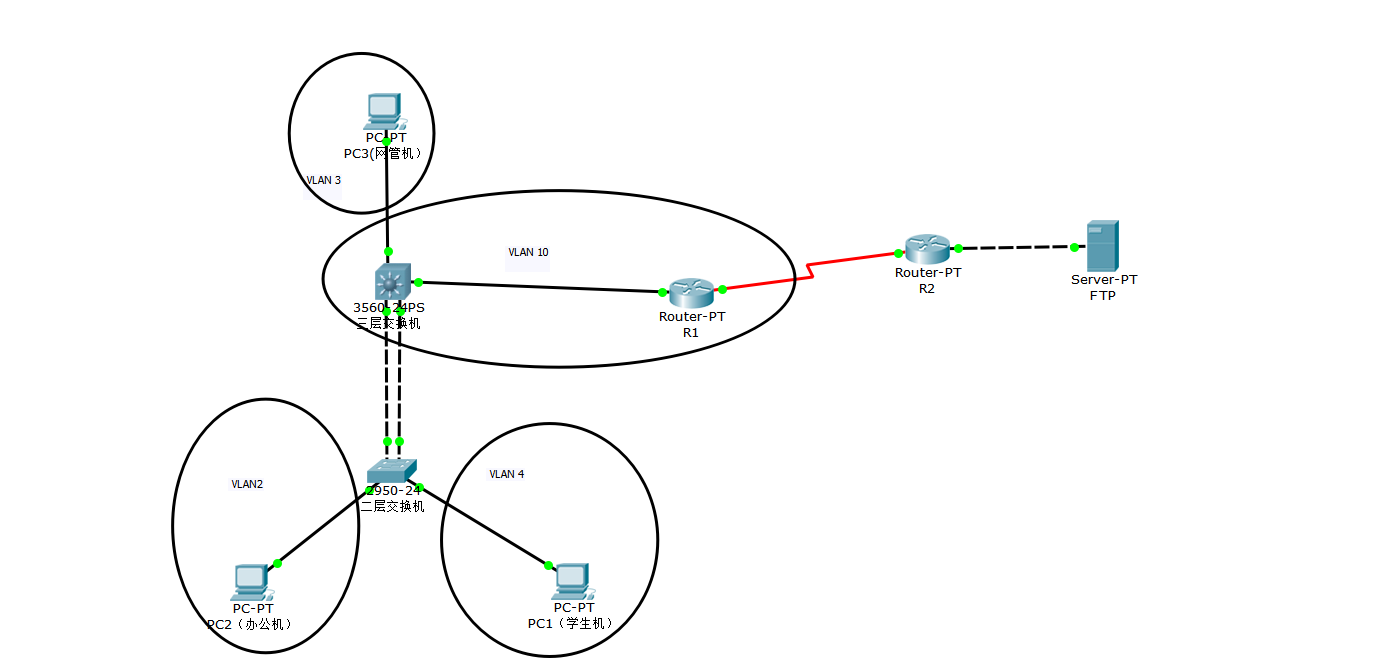 PC-PT
PC3(网管机）
VLAN 3
VLAN 10
3560-24PS
三层交换机
Router-PT
R1
Router-PT
R2
Server-PT
FTP
VLAN2
2950-24
二层交换机
VLAN 4
PC-PT
PC2（办公机）
PC-PT
PC1（学生机）